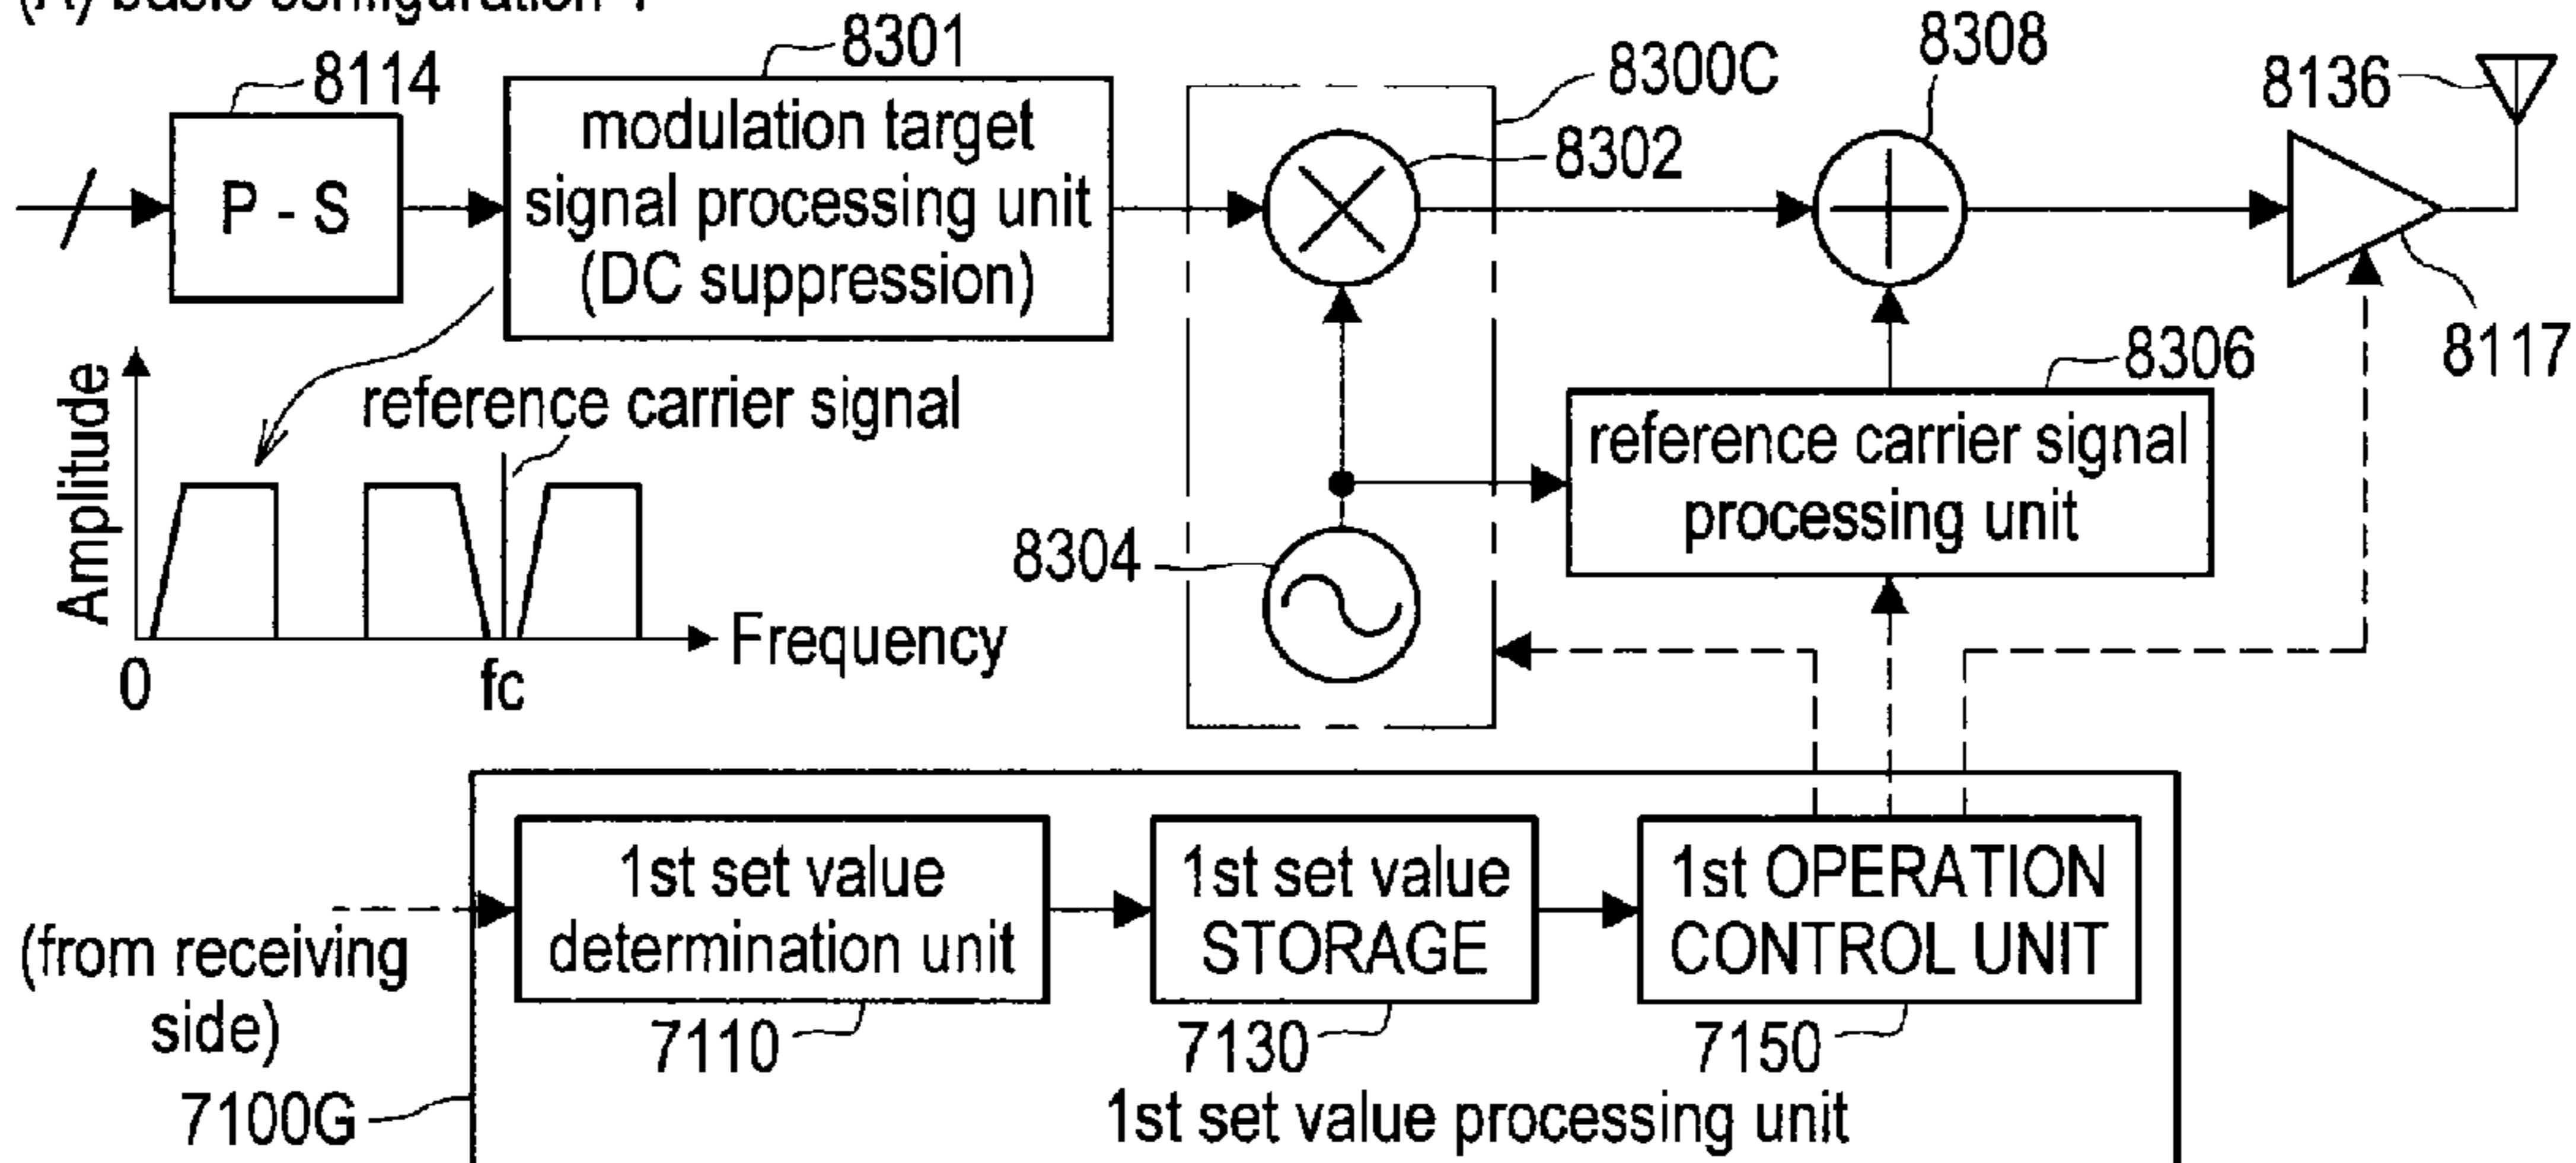 8301
8308
8114
8300C
8136
modulation target
signal processing unit
(DC suppression)
P - S
8302
8306
8117
Amplitude
reference carrier signal
reference carrier signal
processing unit
8304
Frequency
0
fc
1st set value
determination unit
1st set value
STORAGE
1st OPERATION
CONTROL UNIT
(from receiving
side)
7110
7130
7150
7100G
1st set value processing unit